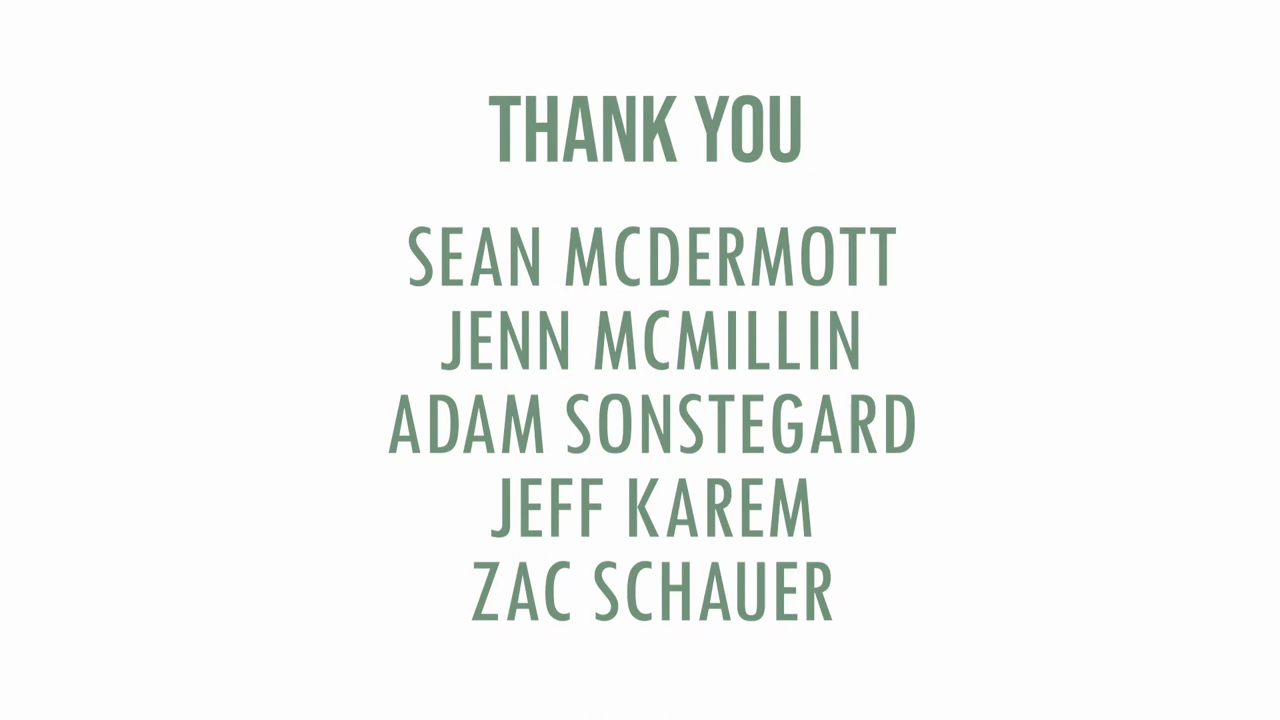 THANK YOU
SEAN MCDERMOTT
JENN MCMILLIN
ADAM SONSTEGARD
JEFF KAREM
ZAC SCHAUER